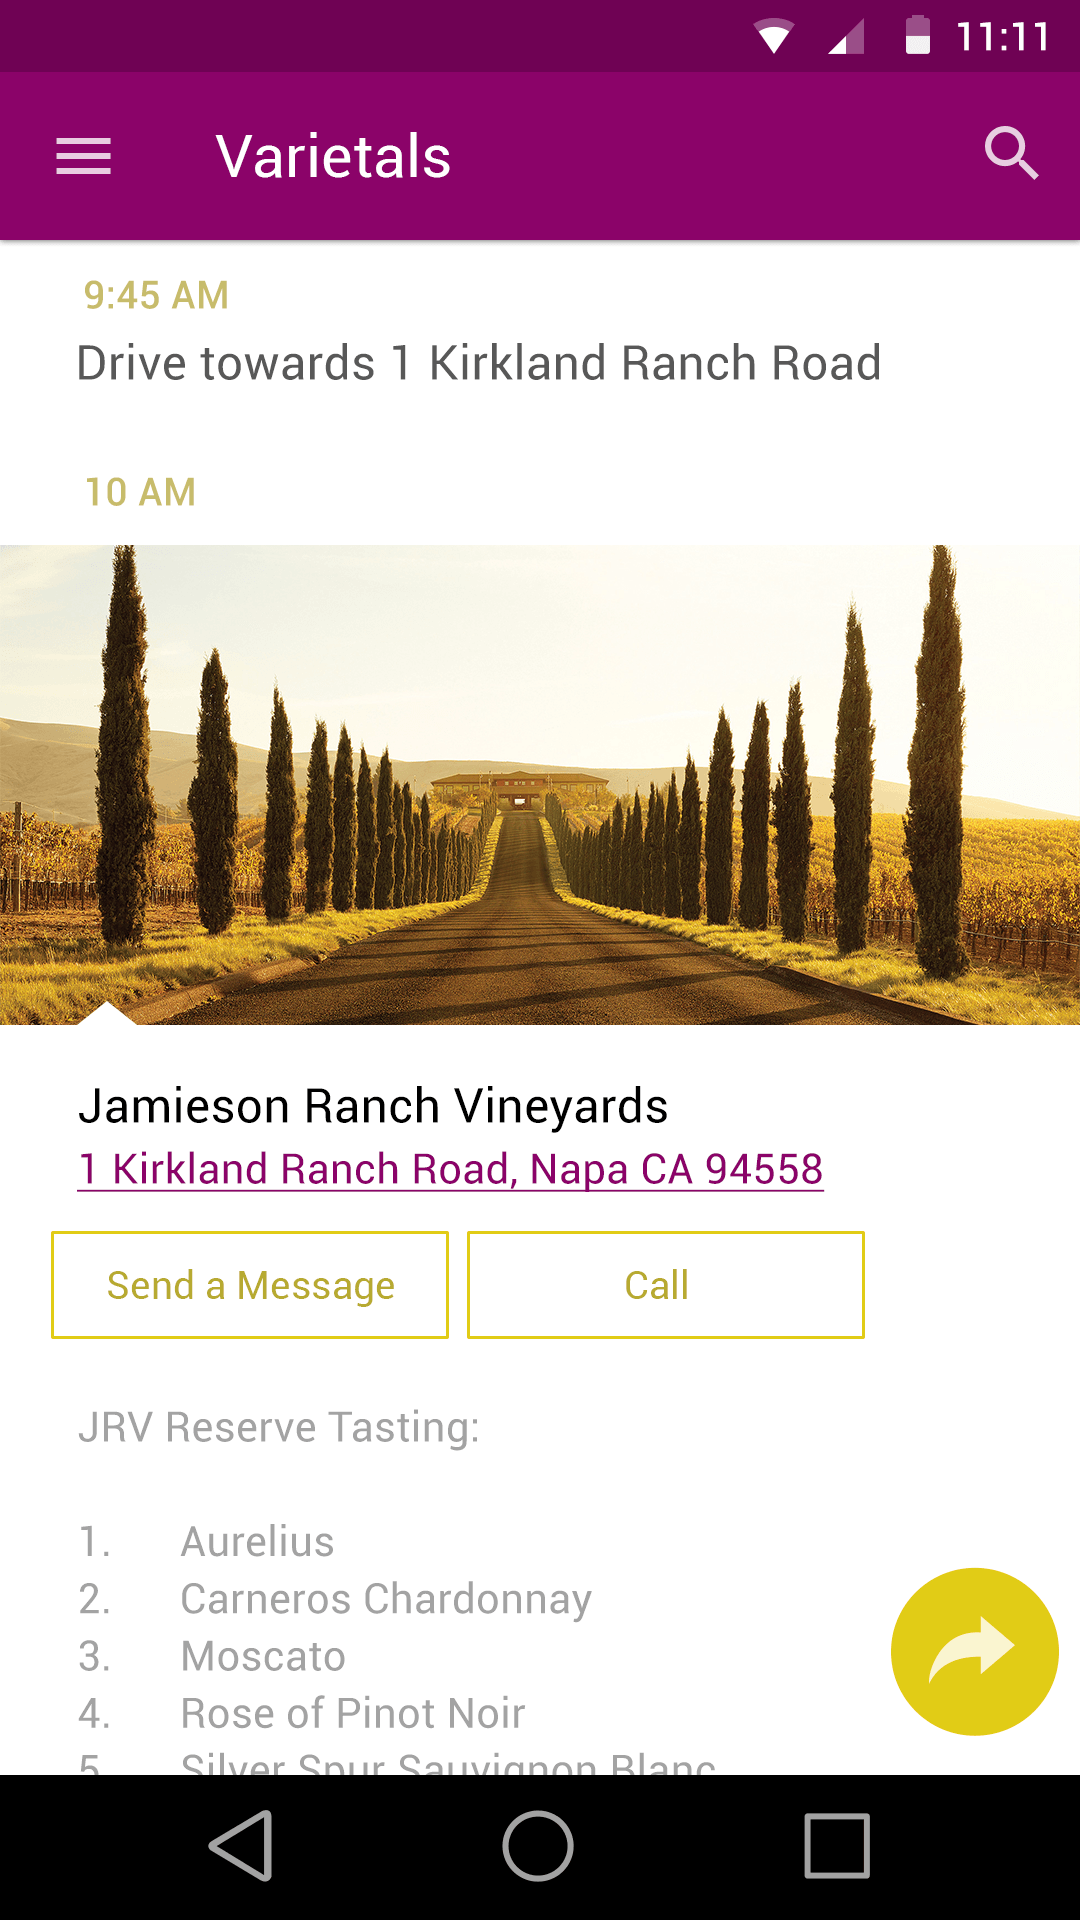 11:11
Varietals
9:45 AM
Drive towards 1 Kirkland Ranch Road
10 AM
Jamieson Ranch Vineyards
1 Kirkland Ranch Road, Napa CA 94558
Send a Message
Call
JRV Reserve Tasting:
1. Aurelius
2. Carneros Chardonnay
3. Moscato
4. Rose of Pinot Noir
5. Silver Spur Sauvignon Blanc